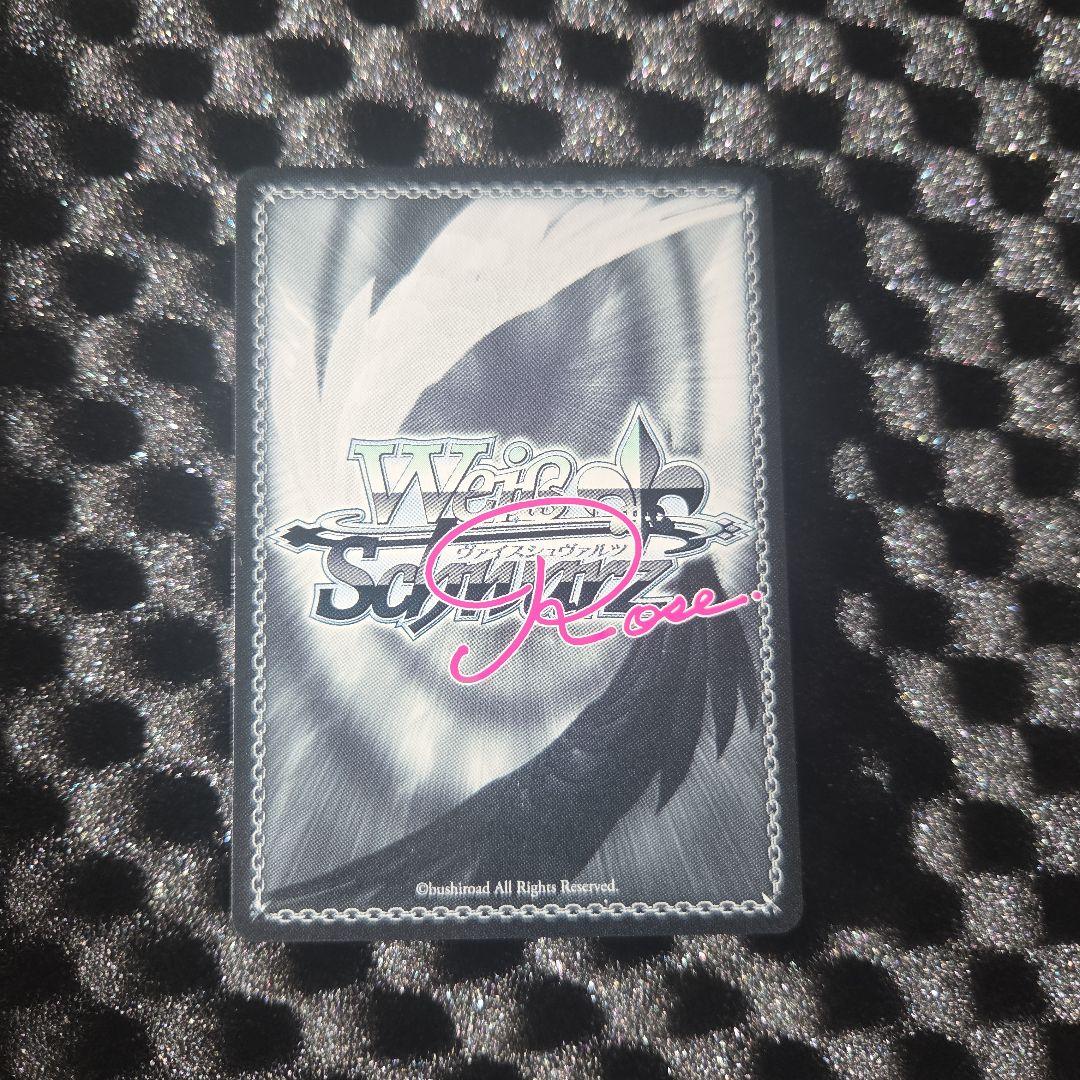 Weiß
ヴァイスシュヴァルツ
Schwarz
Rose.
©bushiroad All Rights Reserved.